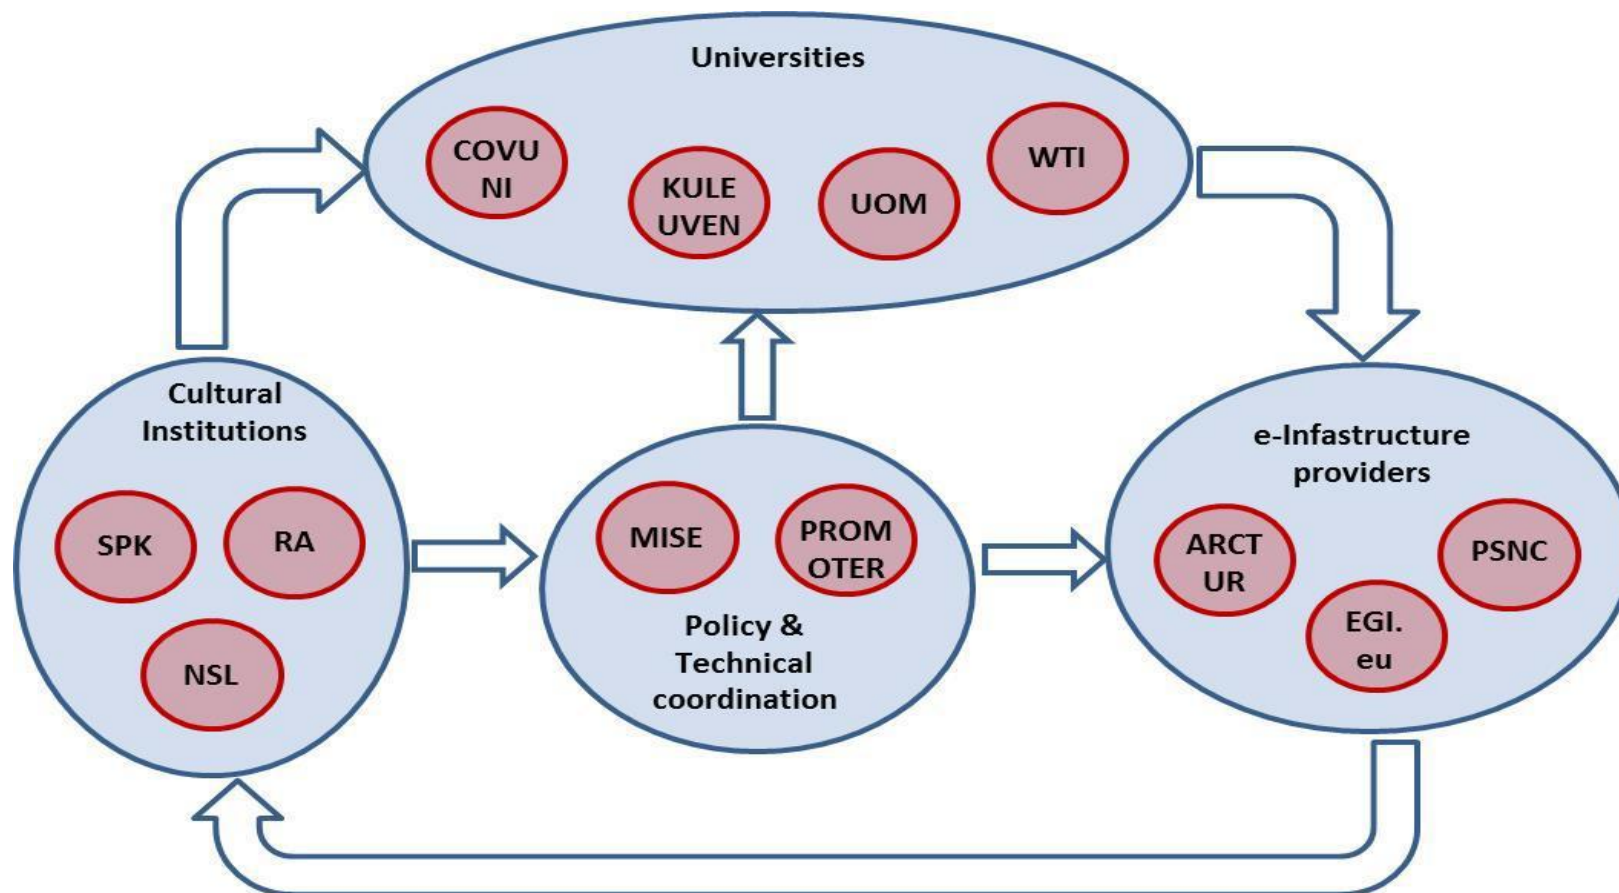 Universities
COVU
NI
KULE
UVEN
UOM
WTI
Cultural
Institutions
SPK
RA
NSL
MISE
PROM
OTER
Policy &
Technical
coordination
e-Infastructure
providers
ARCT
UR
EGI.
eu
PSNC